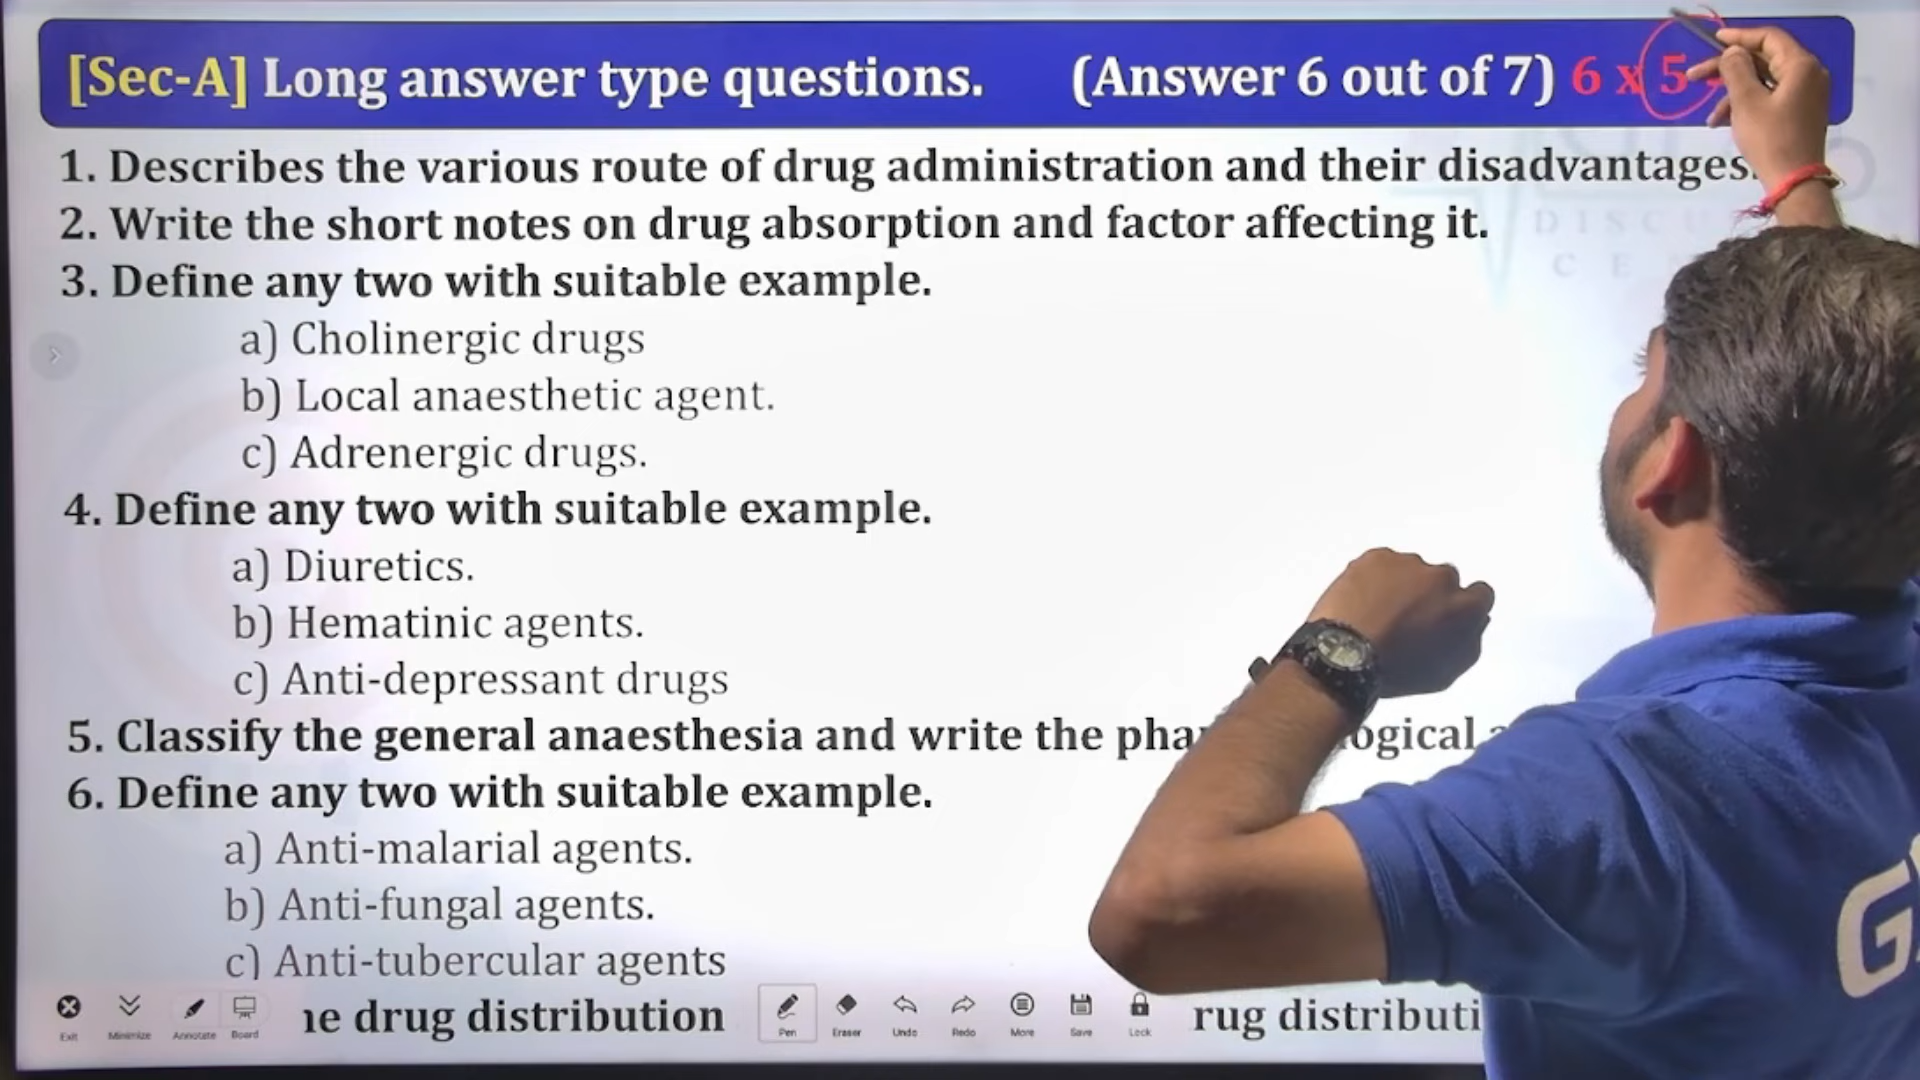 [Sec-A] Long answer type questions. (Answer 6 out of 7) 6 x 5
1. Describes the various route of drug administration and their disadvantages.
2. Write the short notes on drug absorption and factor affecting it.
3. Define any two with suitable example.
a) Cholinergic drugs
b) Local anaesthetic agent.
c) Adrenergic drugs.
4. Define any two with suitable example.
a) Diuretics.
b) Hematinic agents.
c) Anti-depressant drugs
5. Classify the general anaesthesia and write the
6. Define any two with suitable example.
a) Anti-malarial agents.
b) Anti-fungal agents.
c) Anti-tubercular agents
drug distribution
Exit Minimize Annotate Board Pen Eraser Undo Redo More Save Lock